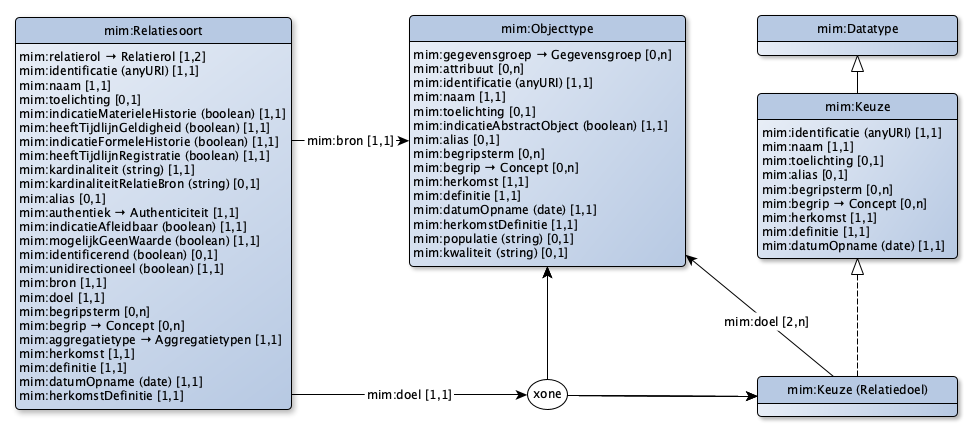 mim:Relatiesoort
mim:relatierol → Relatierol [1,2]
mim:identificatie (anyURI) [1,1]
mim:naam [1,1]
mim:toelichting [0,1]
mim:indicatieMaterieleHistorie (boolean) [1,1]
mim:heeftTijdlijnGeldigheid (boolean) [1,1]
mim:indicatieFormeleHistorie (boolean) [1,1]
mim:heeftTijdlijnRegistratie (boolean) [1,1]
mim:kardinaliteit (string) [1,1]
mim:kardinaliteitRelatieBron (string) [0,1]
mim:alias [0,1]
mim:authentiek → Authenticiteit [1,1]
mim:indicatieAfleidbaar (boolean) [1,1]
mim:mogelijkGeenWaarde (boolean) [1,1]
mim:identificerend (boolean) [0,1]
mim:unidirectioneel (boolean) [1,1]
mim:bron [1,1]
mim:doel [1,1]
mim:begripsterm [0,n]
mim:begrip → Concept [0,n]
mim:aggregatietype → Aggregatietypen [1,1]
mim:herkomst [1,1]
mim:definitie [1,1]
mim:datumOpname (date) [1,1]
mim:herkomstDefinitie [1,1]
mim:bron [1,1]
mim:doel [1,1]
mim:Objecttype
mim:gegevensgroep → Gegevensgroep [0,n]
mim:attribuut [0,n]
mim:identificatie (anyURI) [1,1]
mim:naam [1,1]
mim:toelichting [0,1]
mim:indicatieAbstractObject (boolean) [1,1]
mim:alias [0,1]
mim:begripsterm [0,n]
mim:begrip → Concept [0,n]
mim:herkomst [1,1]
mim:definitie [1,1]
mim:datumOpname (date) [1,1]
mim:herkomstDefinitie [1,1]
mim:populatie (string) [0,1]
mim:kwaliteit (string) [0,1]
xone
mim:doel [2,n]
mim:Datatype
mim:Keuze
mim:identificatie (anyURI) [1,1]
mim:naam [1,1]
mim:toelichting [0,1]
mim:alias [0,1]
mim:begripsterm [0,n]
mim:begrip → Concept [0,n]
mim:herkomst [1,1]
mim:definitie [1,1]
mim:datumOpname (date) [1,1]
mim:Keuze (Relatiedoel)